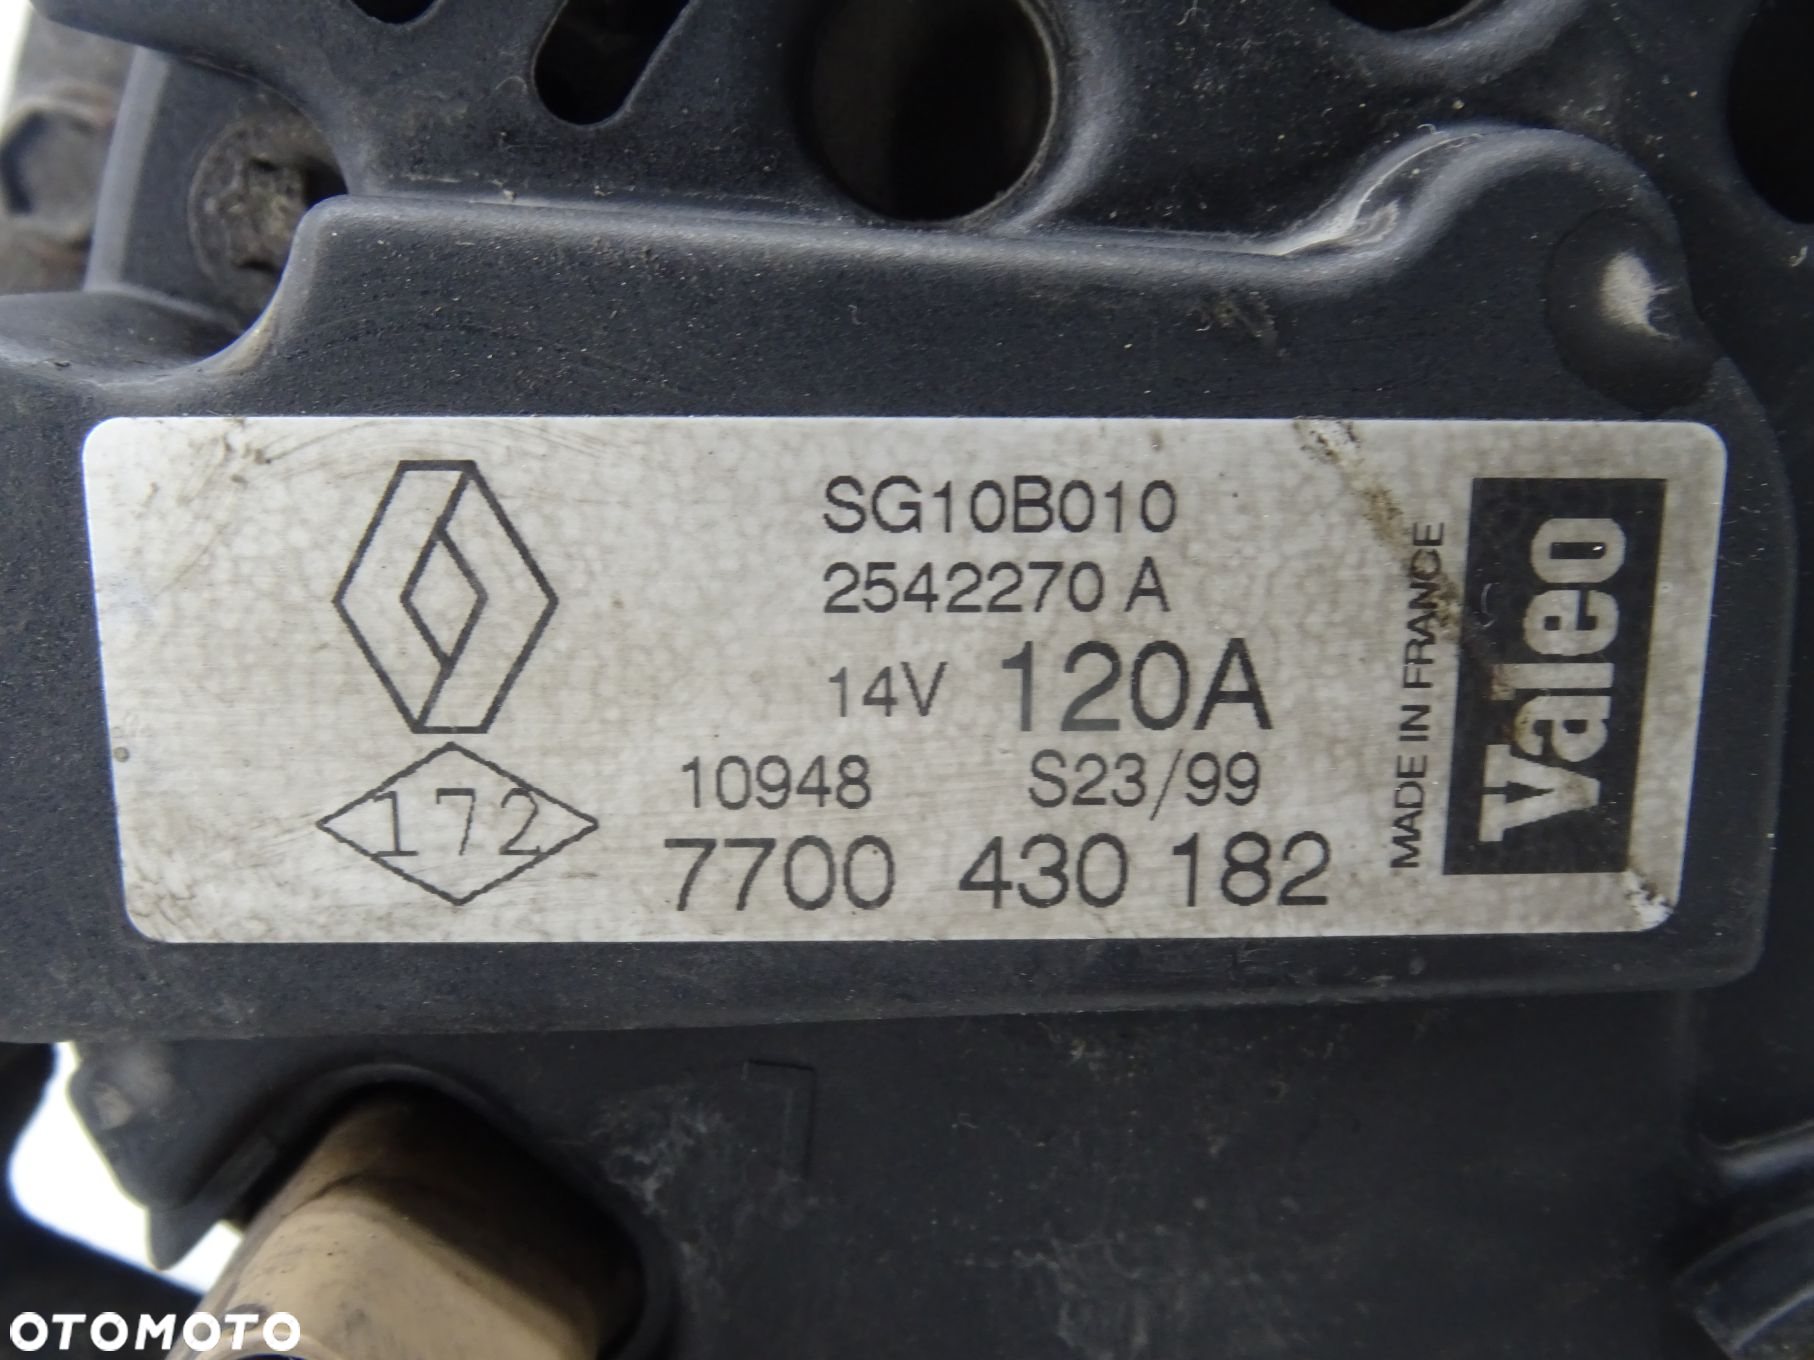 SG10B010
2542270 A
14V 120A
10948 S23/99
172
7700 430 182
MADE IN FRANCE
Valeo
OTOMOTO